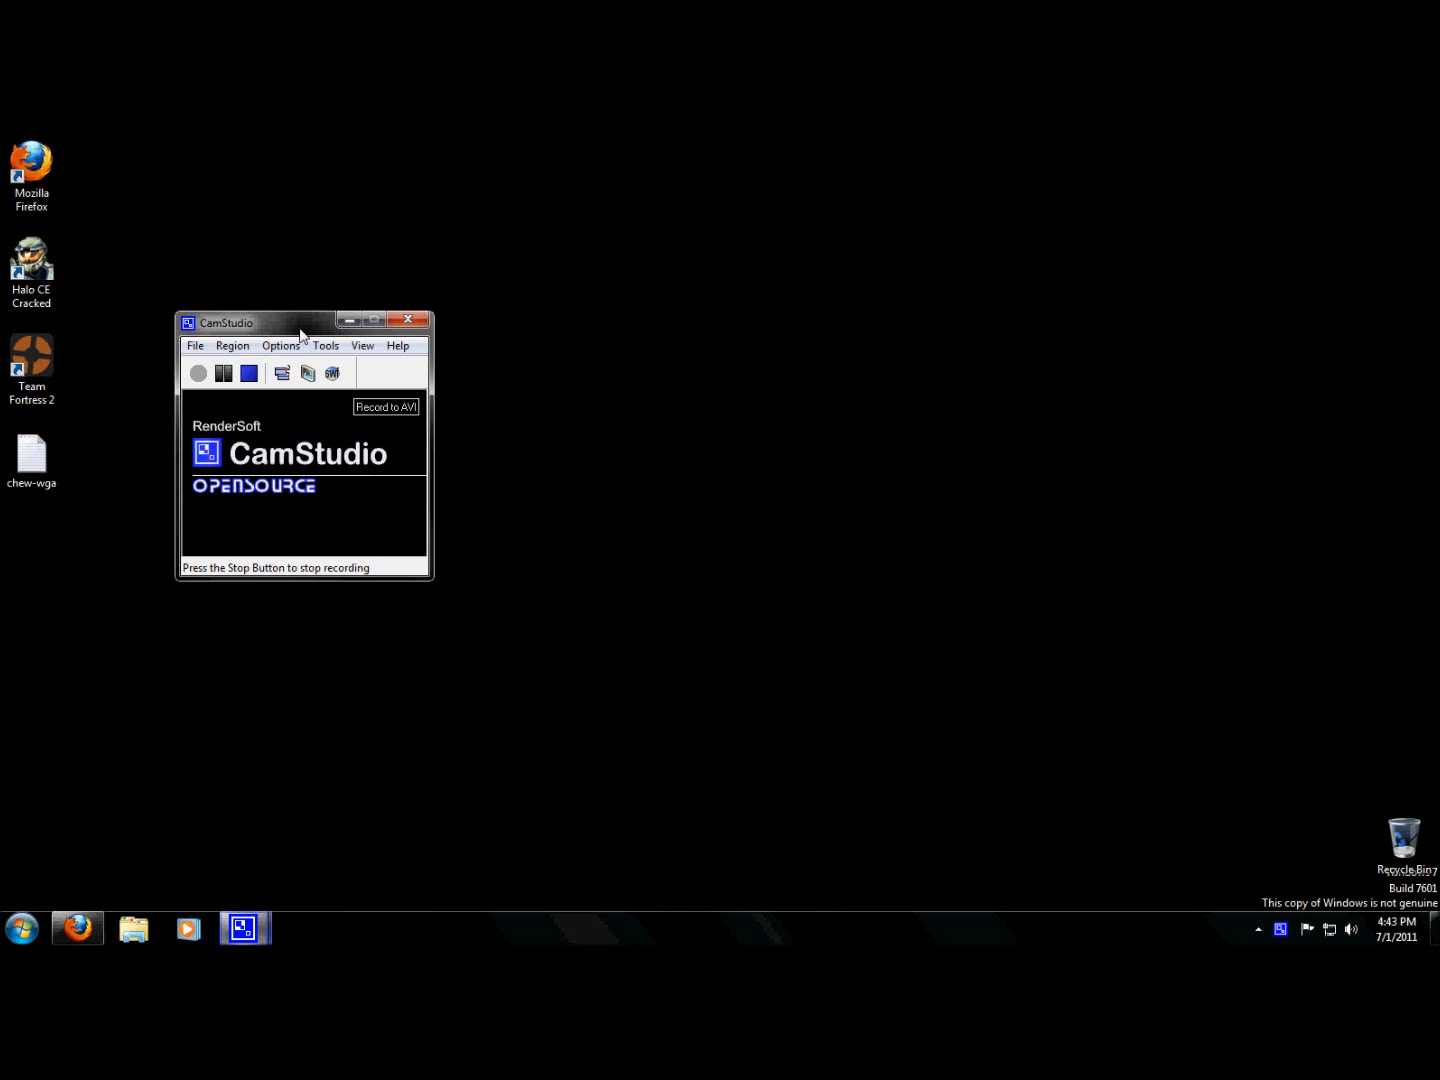 Mozilla
Firefox
Halo CE
Cracked
Team
Fortress 2
chew-wga
CamStudio
File Region Options Tools View Help
Record to AVI
RenderSoft
CamStudio
OPENSOURCE
Press the Stop Button to stop recording
Recycle Bin
Build 7601
This copy of Windows is not genuine
4:43 PM
7/1/2011